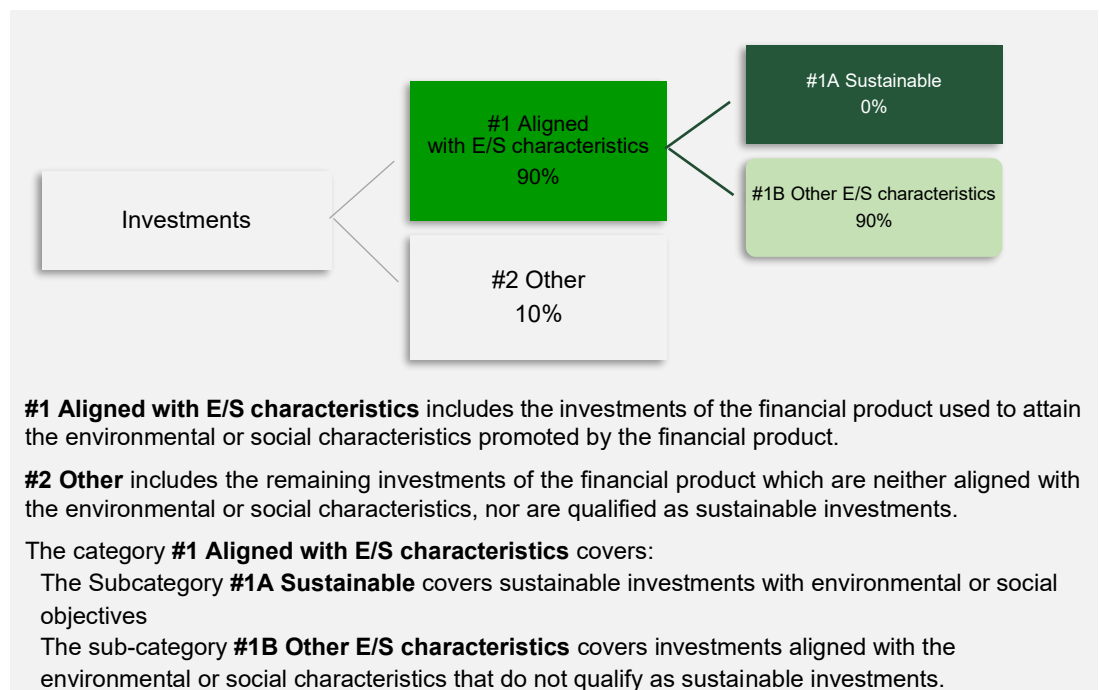 #1A Sustainable
0%
#1 Aligned
with E/S characteristics
90%
#1B Other E/S characteristics
90%
Investments
#2 Other
10%
#1 Aligned with E/S characteristics includes the investments of the financial product used to attain
the environmental or social characteristics promoted by the financial product.
#2 Other includes the remaining investments of the financial product which are neither aligned with
the environmental or social characteristics, nor are qualified as sustainable investments.
The category #1 Aligned with E/S characteristics covers:
The Subcategory #1A Sustainable covers sustainable investments with environmental or social
objectives
The sub-category #1B Other E/S characteristics covers investments aligned with the
environmental or social characteristics that do not qualify as sustainable investments.